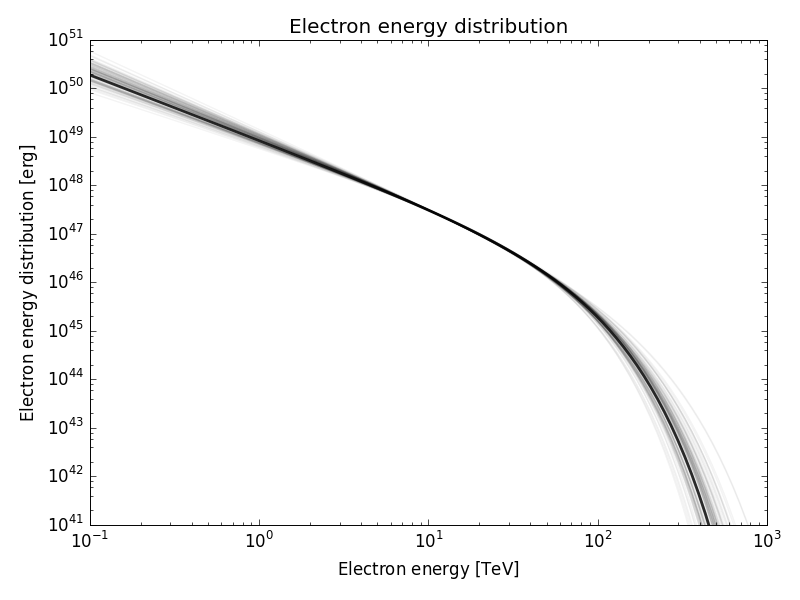 Electron energy distribution
Electron energy distribution [erg]
10^51
10^50
10^49
10^48
10^47
10^46
10^45
10^44
10^43
10^42
10^41
10^−1 10^0 10^1 10^2 10^3
Electron energy [TeV]